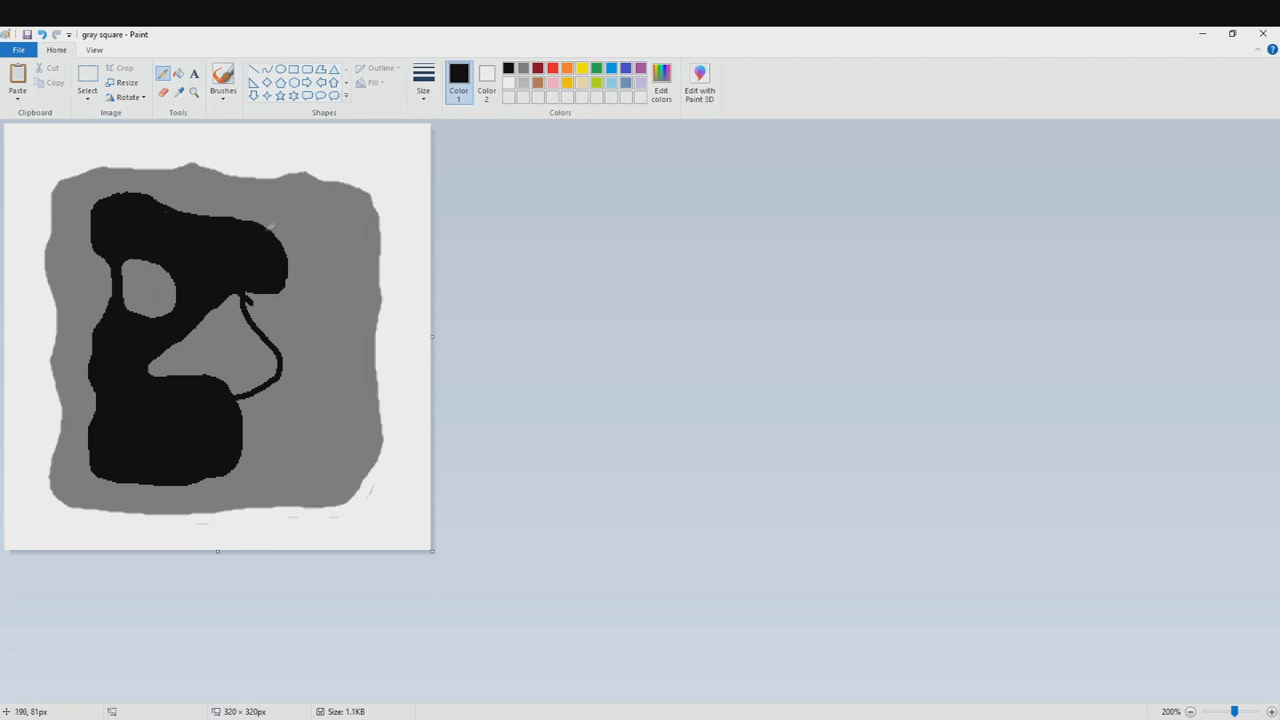 gray square - Paint
File Home View
Paste Cut Copy Clipboard
Select Crop Resize Rotate Image
A Tools
Brushes
Outline Fill Shapes
Size
Color 1 Color 2 Edit colors Colors
Edit with Paint 3D
198, 81px 320 × 320px Size: 1.1KB 200%